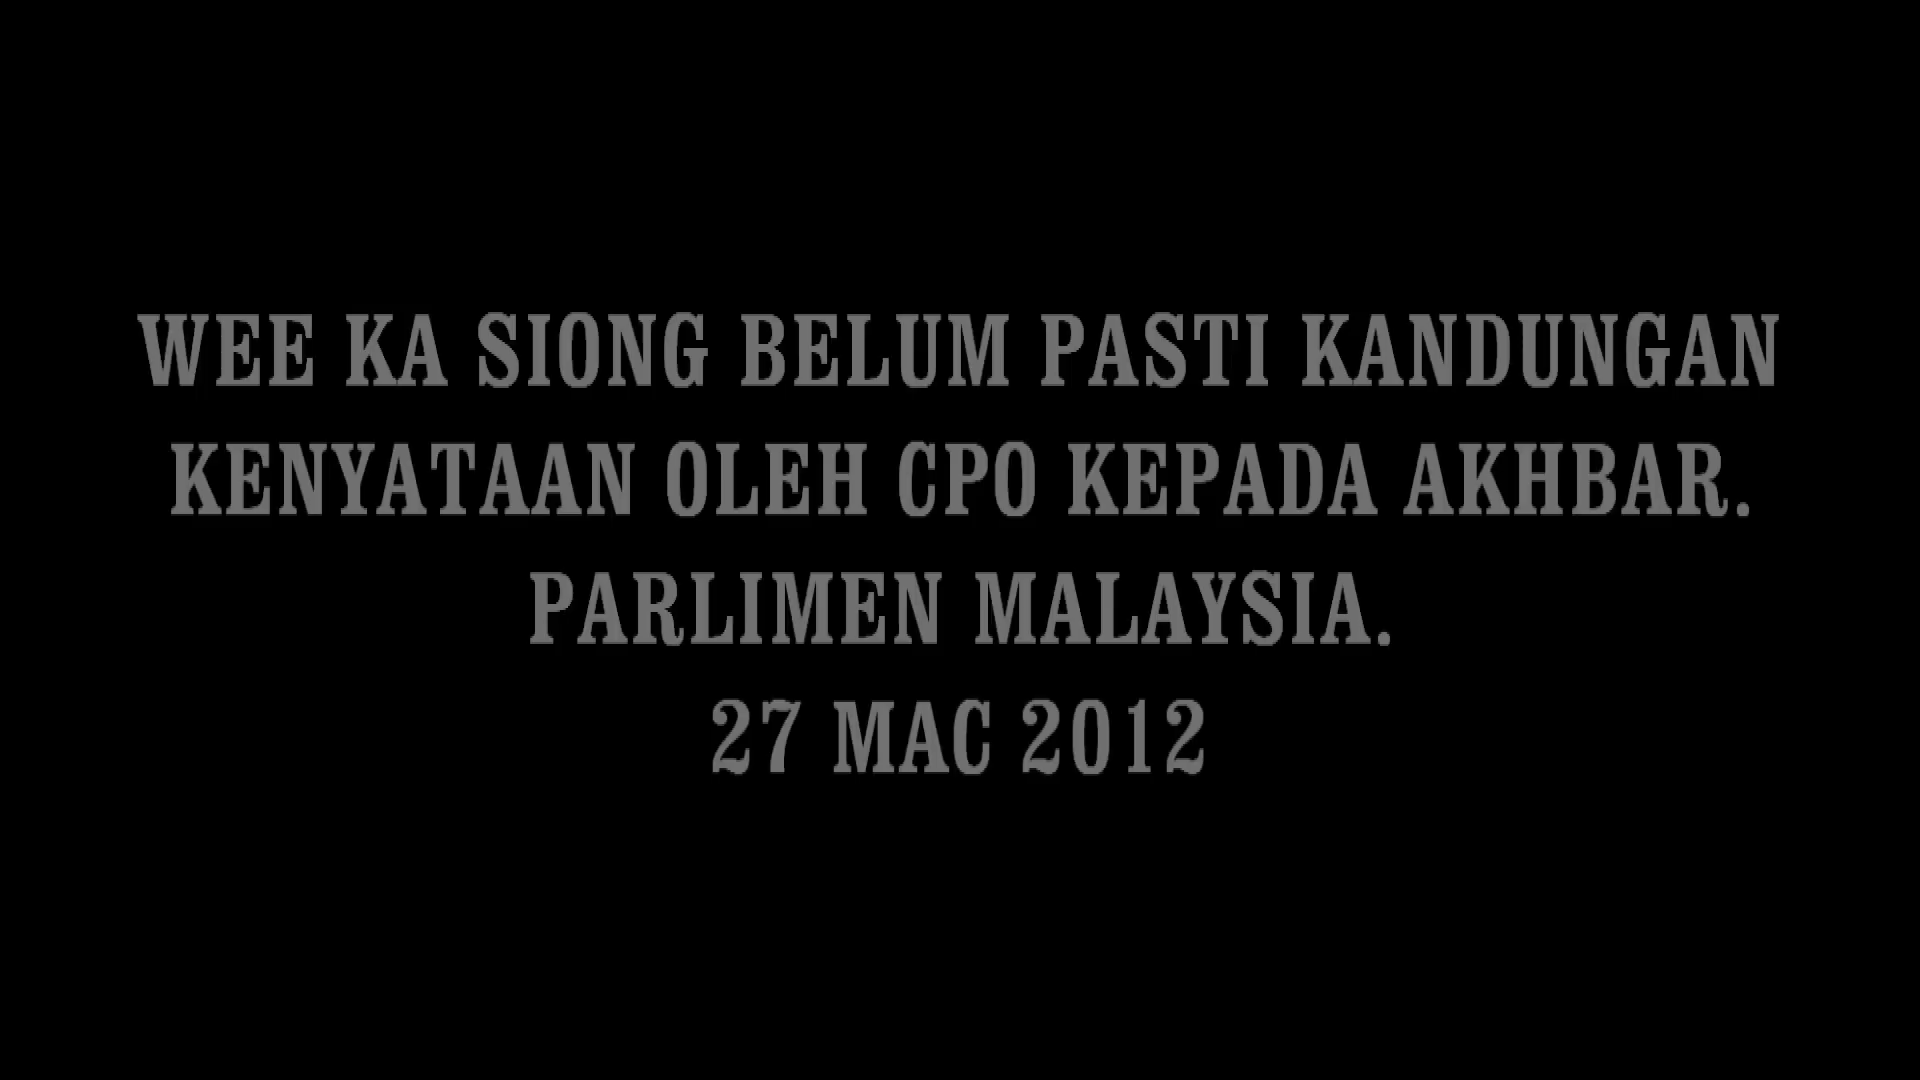 WEE KA SIONG BELUM PASTI KANDUNGAN
KENYATAAN OLEH CPO KEPADA AKHBAR.
PARLIMEN MALAYSIA.
27 MAC 2012